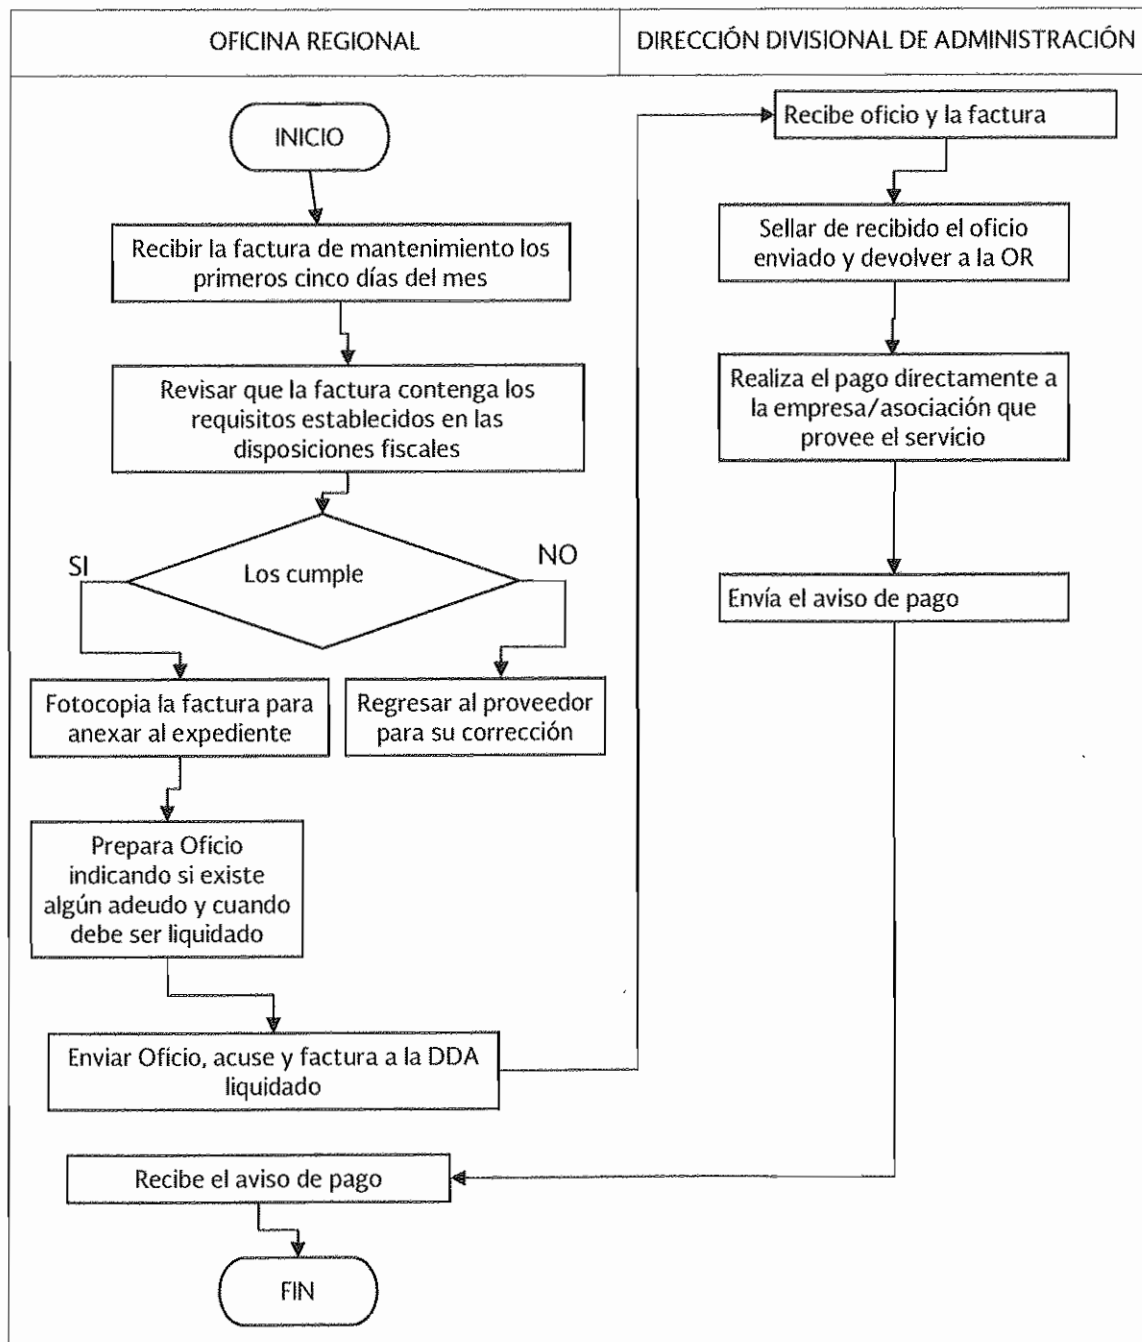 OFICINA REGIONAL
DIRECCIÓN DIVISIONAL DE ADMINISTRACIÓN
INICIO
Recibir la factura de mantenimiento los
primeros cinco días del mes
Revisar que la factura contenga los
requisitos establecidos en las
disposiciones fiscales
Los cumple
SI
NO
Fotocopia la factura para
anexar al expediente
Regresar al proveedor
para su corrección
Prepara Oficio
indicando si existe
algún adeudo y cuando
debe ser liquidado
Enviar Oficio, acuse y factura a la DDA
liquidado
Recibe oficio y la factura
Sellar de recibido el oficio
enviado y devolver a la OR
Realiza el pago directamente a
la empresa/asociación que
provee el servicio
Envía el aviso de pago
Recibe el aviso de pago
FIN